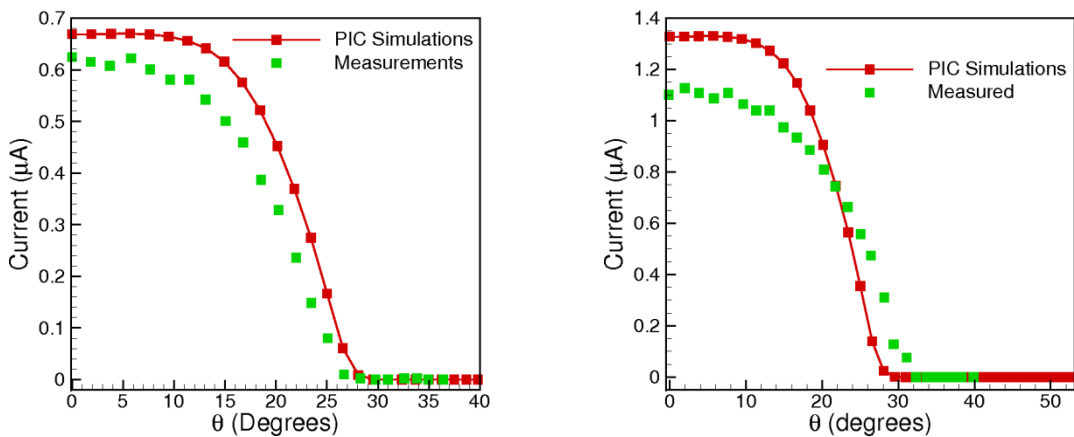 0.7
0.6
0.5
0.4
0.3
0.2
0.1
0
Current (μA)
PIC Simulations
Measurements
0 5 10 15 20 25 30 35 40
θ (Degrees)
1.4
1.2
1
0.8
0.6
0.4
0.2
0
Current (μA)
PIC Simulations
Measured
0 10 20 30 40 50
θ (degrees)